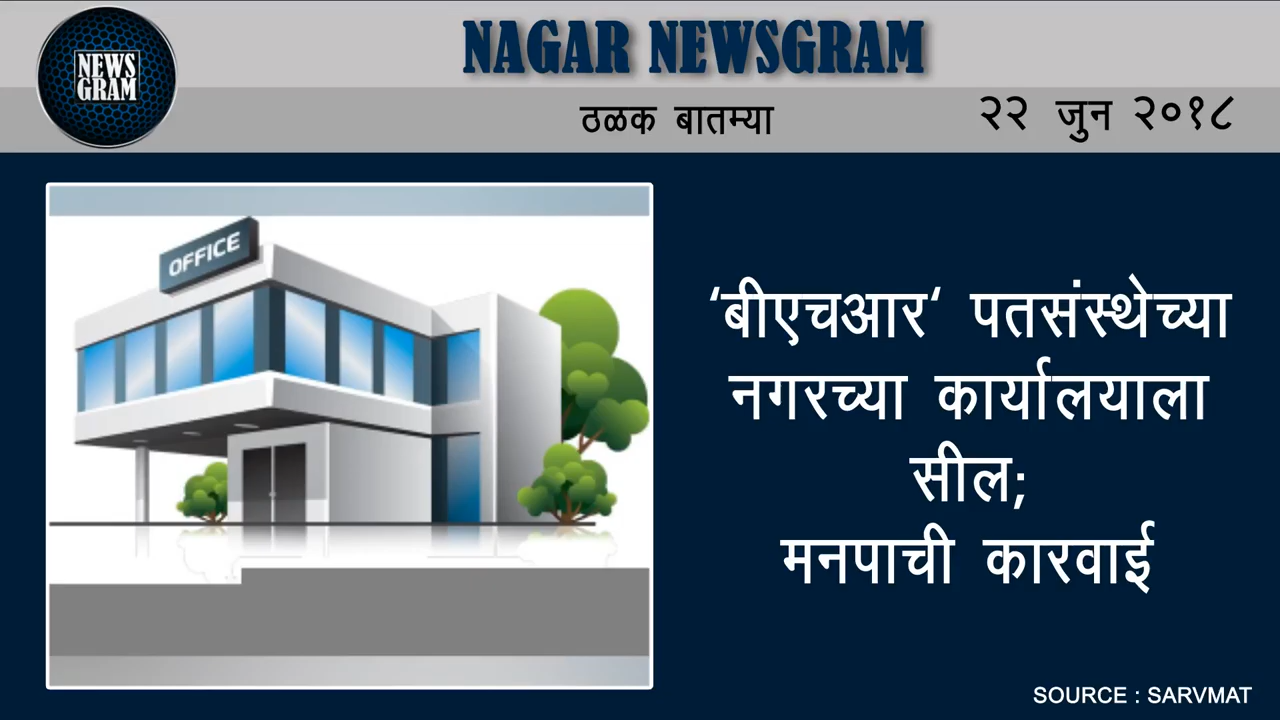 NEWS
GRAM
NAGAR NEWSGRAM
ठळक बातम्या
२२ जुन २०१८
OFFICE
‘बीएचआर‘ पतसंस्थेच्या
नगरच्या कार्यालयाला
सील;
मनपाची कारवाई
SOURCE : SARVMAT